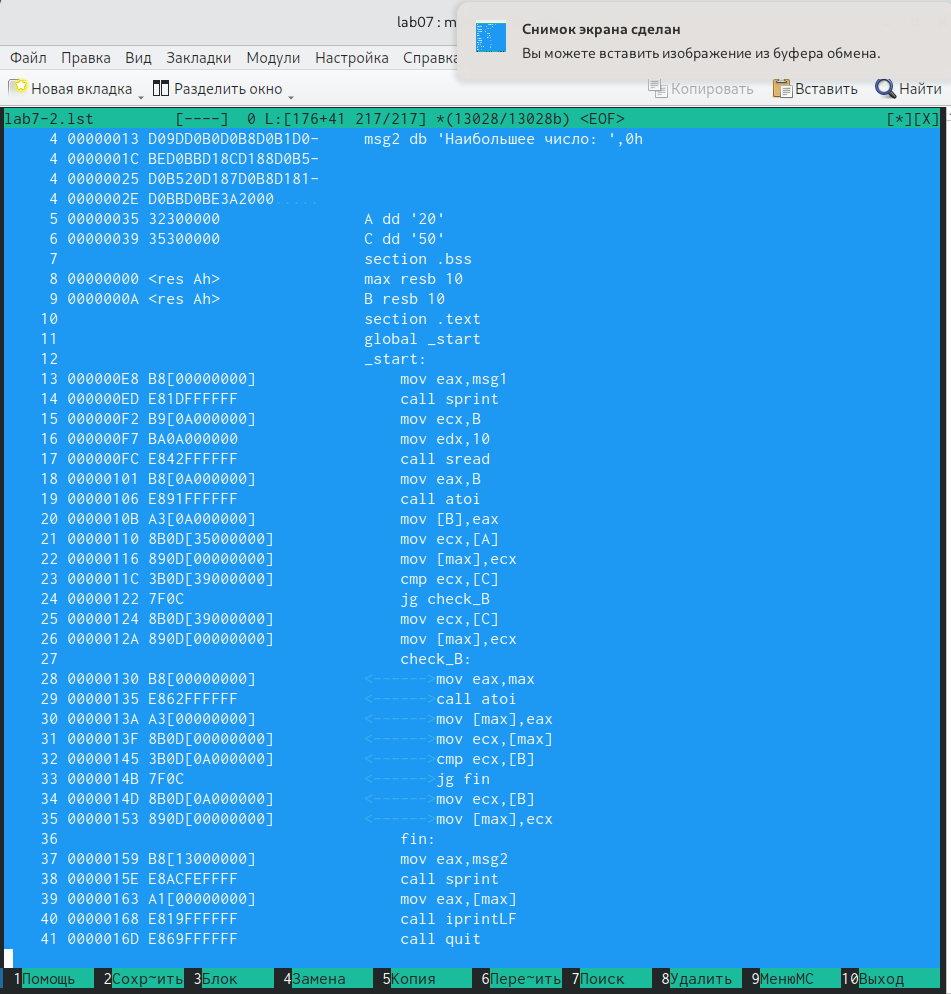 lab07 : m
Снимок экрана сделан
Вы можете вставить изображение из буфера обмена.
Файл Правка Вид Закладки Модули Настройка Справка
Новая вкладка Разделить окно Копировать Вставить Найти
lab7-2.lst [----] 0 L:[176+41 217/217] *(13028/13028b) <EOF> [*][X]
4 00000013 D09DD0B0D0B8D0B1D0- msg2 db 'Наибольшее число: ',0h
4 0000001C BED0BBD18CD188D0B5-
4 00000025 D0B520D187D0B8D181-
4 0000002E D0BBD0BE3A2000.....
5 00000035 32300000 A dd '20'
6 00000039 35300000 C dd '50'
7 section .bss
8 00000000 <res Ah> max resb 10
9 0000000A <res Ah> B resb 10
10 section .text
11 global _start
12 _start:
13 000000E8 B8[00000000] mov eax,msg1
14 000000ED E81DFFFFFF call sprint
15 000000F2 B9[0A000000] mov ecx,B
16 000000F7 BA0A000000 mov edx,10
17 000000FC E842FFFFFF call sread
18 00000101 B8[0A000000] mov eax,B
19 00000106 E891FFFFFF call atoi
20 0000010B A3[0A000000] mov [B],eax
21 00000110 8B0D[35000000] mov ecx,[A]
22 00000116 890D[00000000] mov [max],ecx
23 0000011C 3B0D[39000000] cmp ecx,[C]
24 00000122 7F0C jg check_B
25 00000124 8B0D[39000000] mov ecx,[C]
26 0000012A 890D[00000000] mov [max],ecx
27 check_B:
28 00000130 B8[00000000] <------>mov eax,max
29 00000135 E862FFFFFF <------>call atoi
30 0000013A A3[00000000] <------>mov [max],eax
31 0000013F 8B0D[00000000] <------>mov ecx,[max]
32 00000145 3B0D[0A000000] <------>cmp ecx,[B]
33 0000014B 7F0C <------>jg fin
34 0000014D 8B0D[0A000000] <------>mov ecx,[B]
35 00000153 890D[00000000] <------>mov [max],ecx
36 fin:
37 00000159 B8[13000000] mov eax,msg2
38 0000015E E8ACFEFFFF call sprint
39 00000163 A1[00000000] mov eax,[max]
40 00000168 E819FFFFFF call iprintLF
41 0000016D E869FFFFFF call quit
1Помощь 2Сохр~ить 3Блок 4Замена 5Копия 6Пере~ить 7Поиск 8Удалить 9МенюMC 10Выход